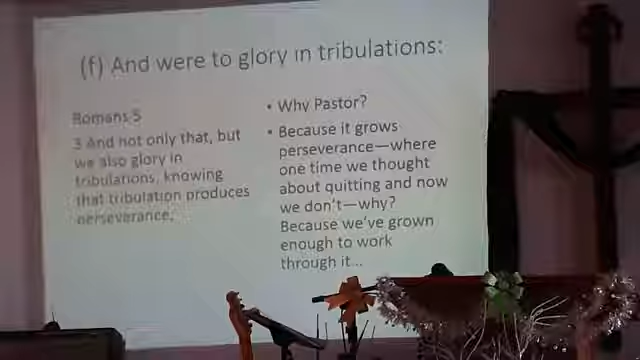 (f) And were to glory in tribulations:
Romans 5
3 And not only that, but
we also glory in
tribulations, knowing
that tribulation produces
perseverance,
• Why Pastor?
• Because it grows
perseverance—where
one time we thought
about quitting and now
we don't—why?
Because we've grown
enough to work
through it...